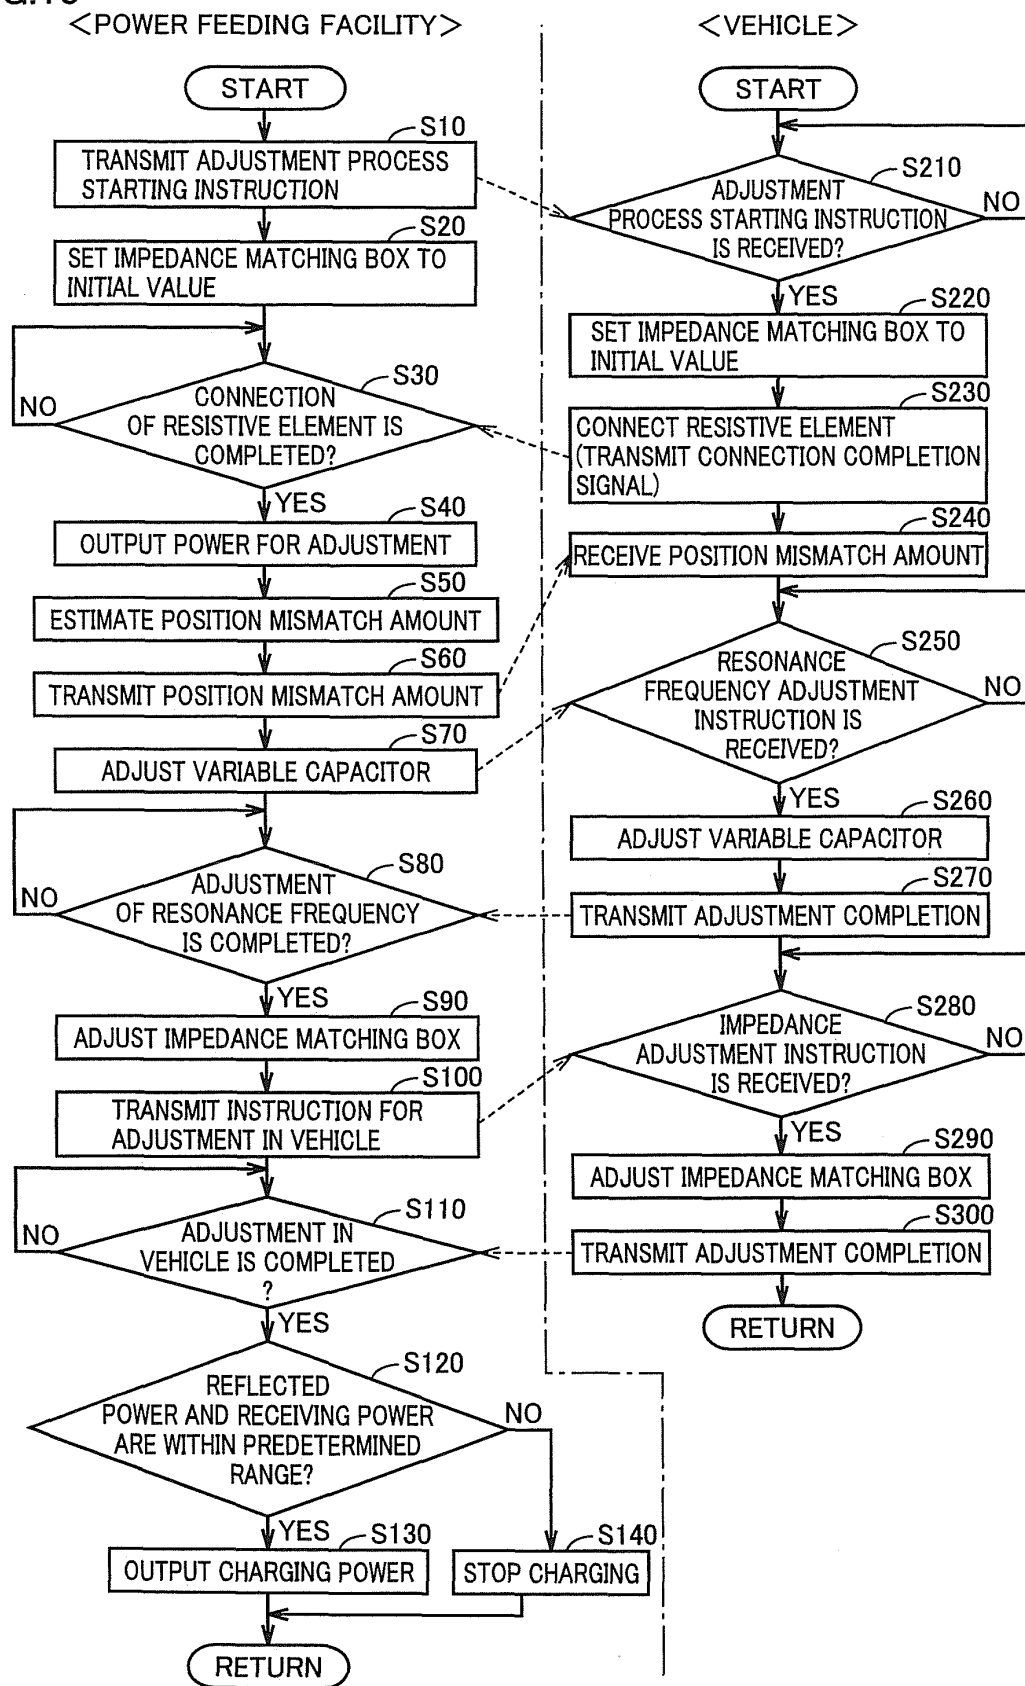 <POWER FEEDING FACILITY>
START
S10
TRANSMIT ADJUSTMENT PROCESS
STARTING INSTRUCTION
S20
SET IMPEDANCE MATCHING BOX TO
INITIAL VALUE
S30
CONNECTION
OF RESISTIVE ELEMENT IS
COMPLETED?
NO
YES
S40
OUTPUT POWER FOR ADJUSTMENT
S50
ESTIMATE POSITION MISMATCH AMOUNT
S60
TRANSMIT POSITION MISMATCH AMOUNT
S70
ADJUST VARIABLE CAPACITOR
S80
ADJUSTMENT
OF RESONANCE FREQUENCY
IS COMPLETED?
NO
YES
S90
ADJUST IMPEDANCE MATCHING BOX
S100
TRANSMIT INSTRUCTION FOR
ADJUSTMENT IN VEHICLE
S110
ADJUSTMENT IN
VEHICLE IS COMPLETED
?
NO
YES
S120
REFLECTED
POWER AND RECEIVING POWER
ARE WITHIN PREDETERMINED
RANGE?
NO
YES
S130
OUTPUT CHARGING POWER
S140
STOP CHARGING
RETURN
<VEHICLE>
START
S210
ADJUSTMENT
PROCESS STARTING INSTRUCTION
IS RECEIVED?
NO
YES
S220
SET IMPEDANCE MATCHING BOX TO
INITIAL VALUE
S230
CONNECT RESISTIVE ELEMENT
(TRANSMIT CONNECTION COMPLETION
SIGNAL)
S240
RECEIVE POSITION MISMATCH AMOUNT
S250
RESONANCE
FREQUENCY ADJUSTMENT
INSTRUCTION IS
RECEIVED?
NO
YES
S260
ADJUST VARIABLE CAPACITOR
S270
TRANSMIT ADJUSTMENT COMPLETION
S280
IMPEDANCE
ADJUSTMENT INSTRUCTION
IS RECEIVED?
NO
YES
S290
ADJUST IMPEDANCE MATCHING BOX
S300
TRANSMIT ADJUSTMENT COMPLETION
RETURN